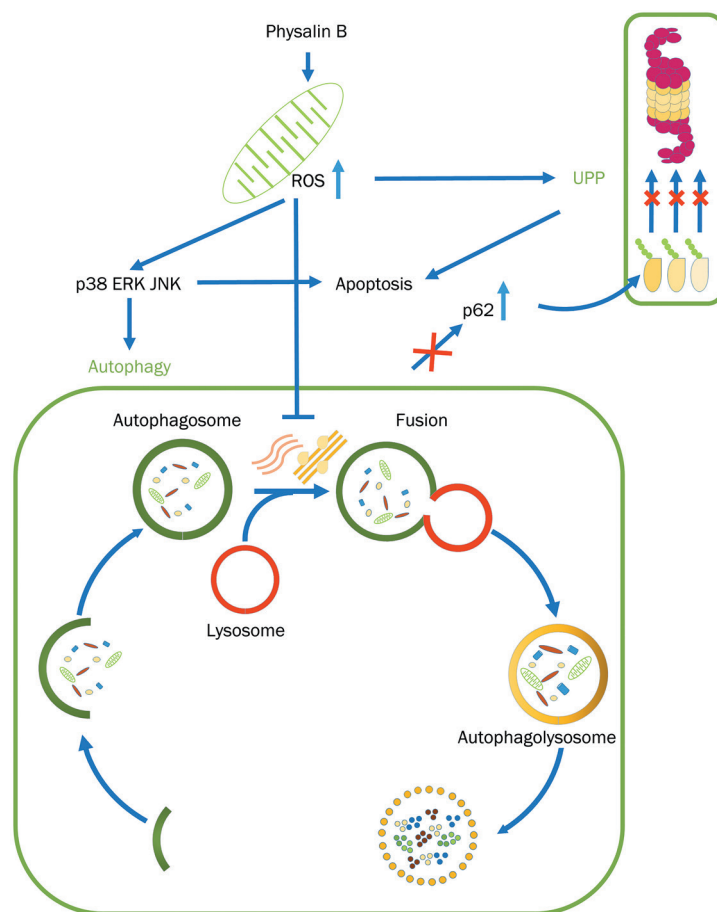 Physalin B
ROS
UPP
p38 ERK JNK
Apoptosis
p62
Autophagy
Autophagosome
Fusion
Lysosome
Autophagolysosome